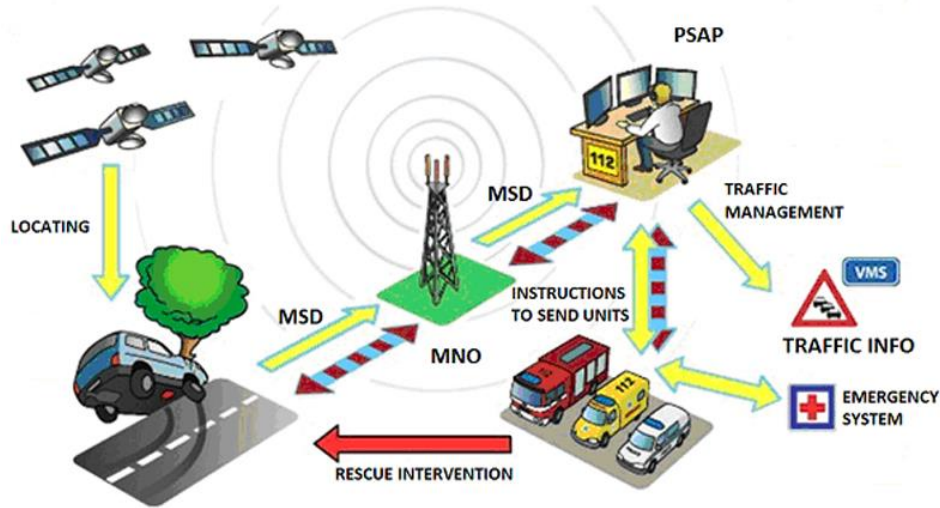 PSAP
112
MSD
TRAFFIC
MANAGEMENT
LOCATING
VMS
INSTRUCTIONS
TO SEND UNITS
MSD
TRAFFIC INFO
MNO
112
EMERGENCY
SYSTEM
RESCUE INTERVENTION